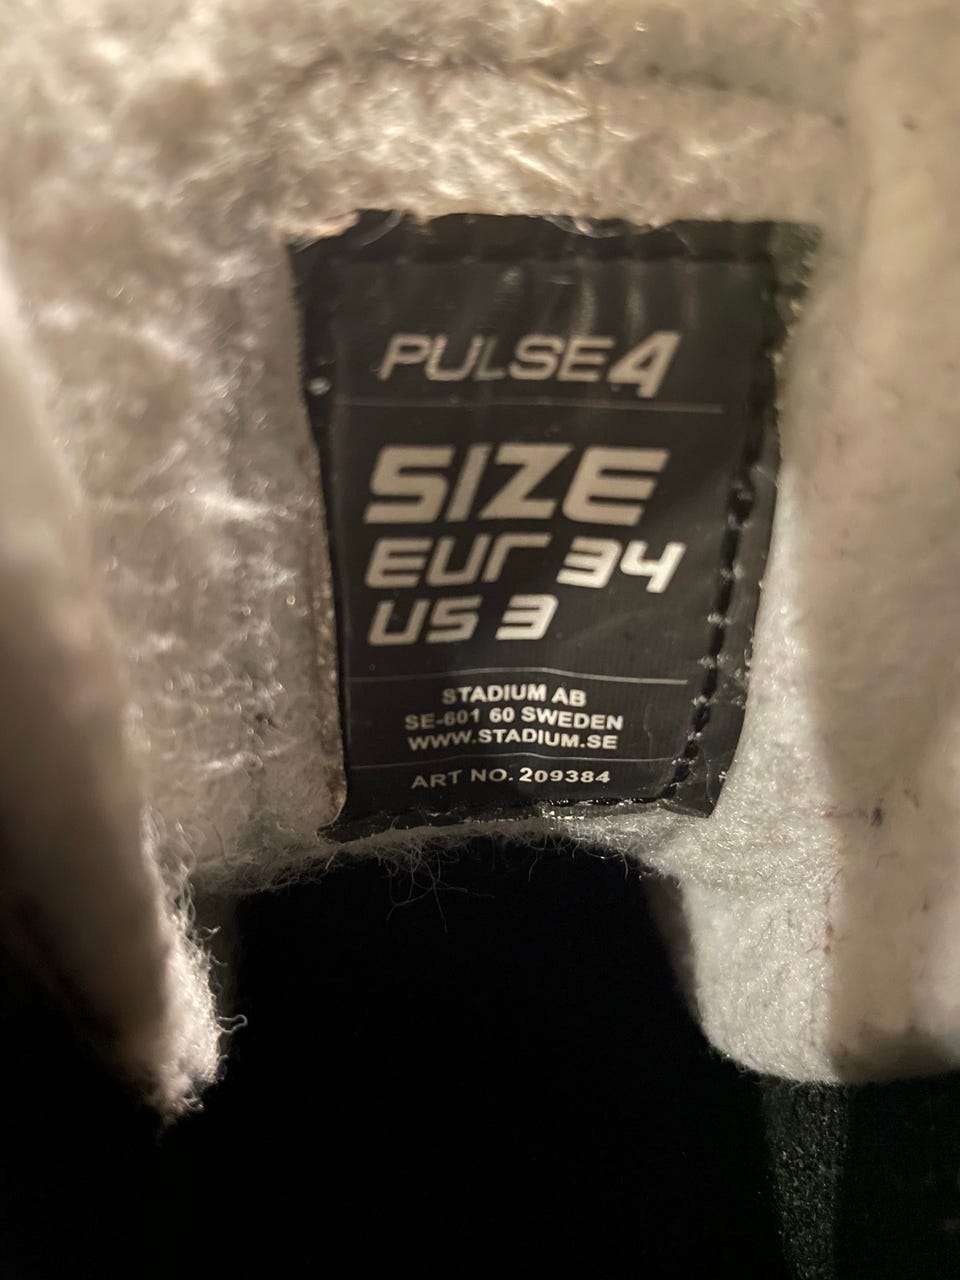 PULSE4
SIZE
EUR 34
US 3
STADIUM AB
SE-601 60 SWEDEN
WWW.STADIUM.SE
ART NO. 209384